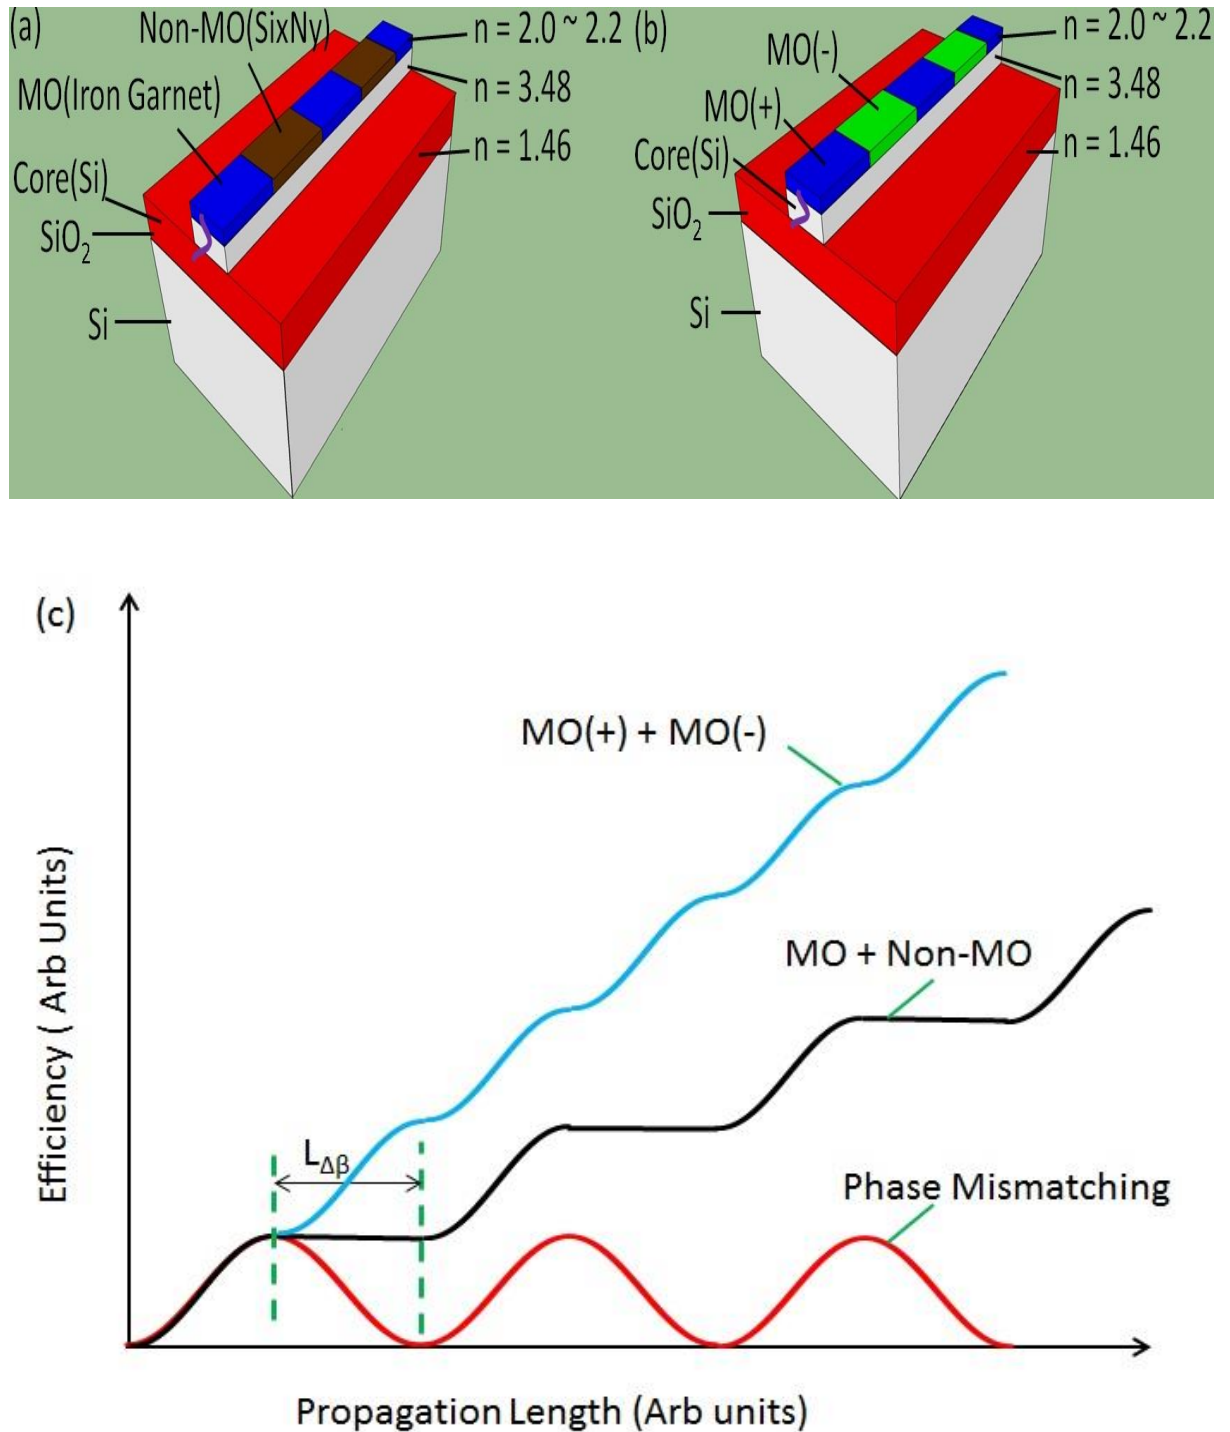 (a)
Non-MO(SixNy)
n = 2.0 ~ 2.2
MO(Iron Garnet)
n = 3.48
n = 1.46
Core(Si)
SiO₂
Si
(b)
MO(-)
n = 2.0 ~ 2.2
MO(+)
n = 3.48
Core(Si)
n = 1.46
SiO₂
Si
(c)
Efficiency ( Arb Units)
MO(+) + MO(-)
MO + Non-MO
L_Δβ
Phase Mismatching
Propagation Length (Arb units)